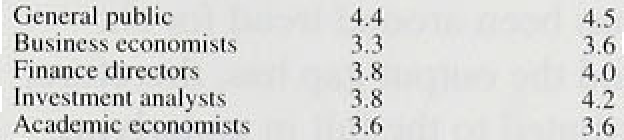 General public 4.4 4.5
Business economists 3.3 3.6
Finance directors 3.8 4.0
Investment analysts 3.8 4.2
Academic economists 3.6 3.6